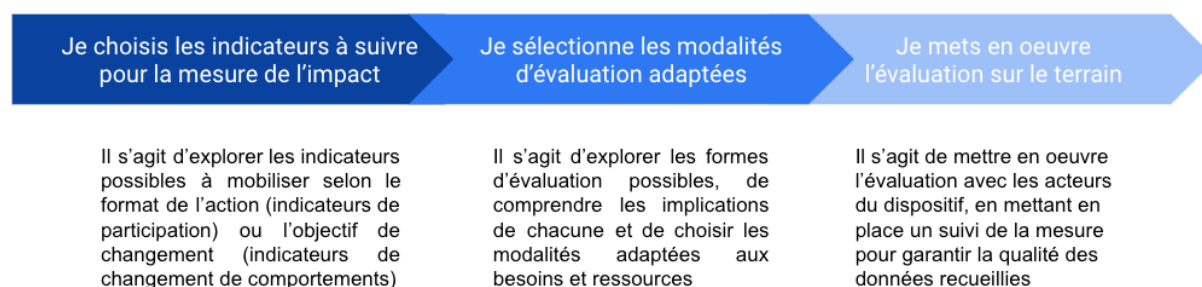 Je choisis les indicateurs à suivre
pour la mesure de l'impact
Je sélectionne les modalités
d'évaluation adaptées
Je mets en oeuvre
l'évaluation sur le terrain
Il s'agit d'explorer les indicateurs
possibles à mobiliser selon le
format de l'action (indicateurs de
participation) ou l'objectif de
changement (indicateurs de
changement de comportements)
Il s'agit d'explorer les formes
d'évaluation possibles, de
comprendre les implications
de chacune et de choisir les
modalités adaptées aux
besoins et ressources
Il s'agit de mettre en oeuvre
l'évaluation avec les acteurs
du dispositif, en mettant en
place un suivi de la mesure
pour garantir la qualité des
données recueillies